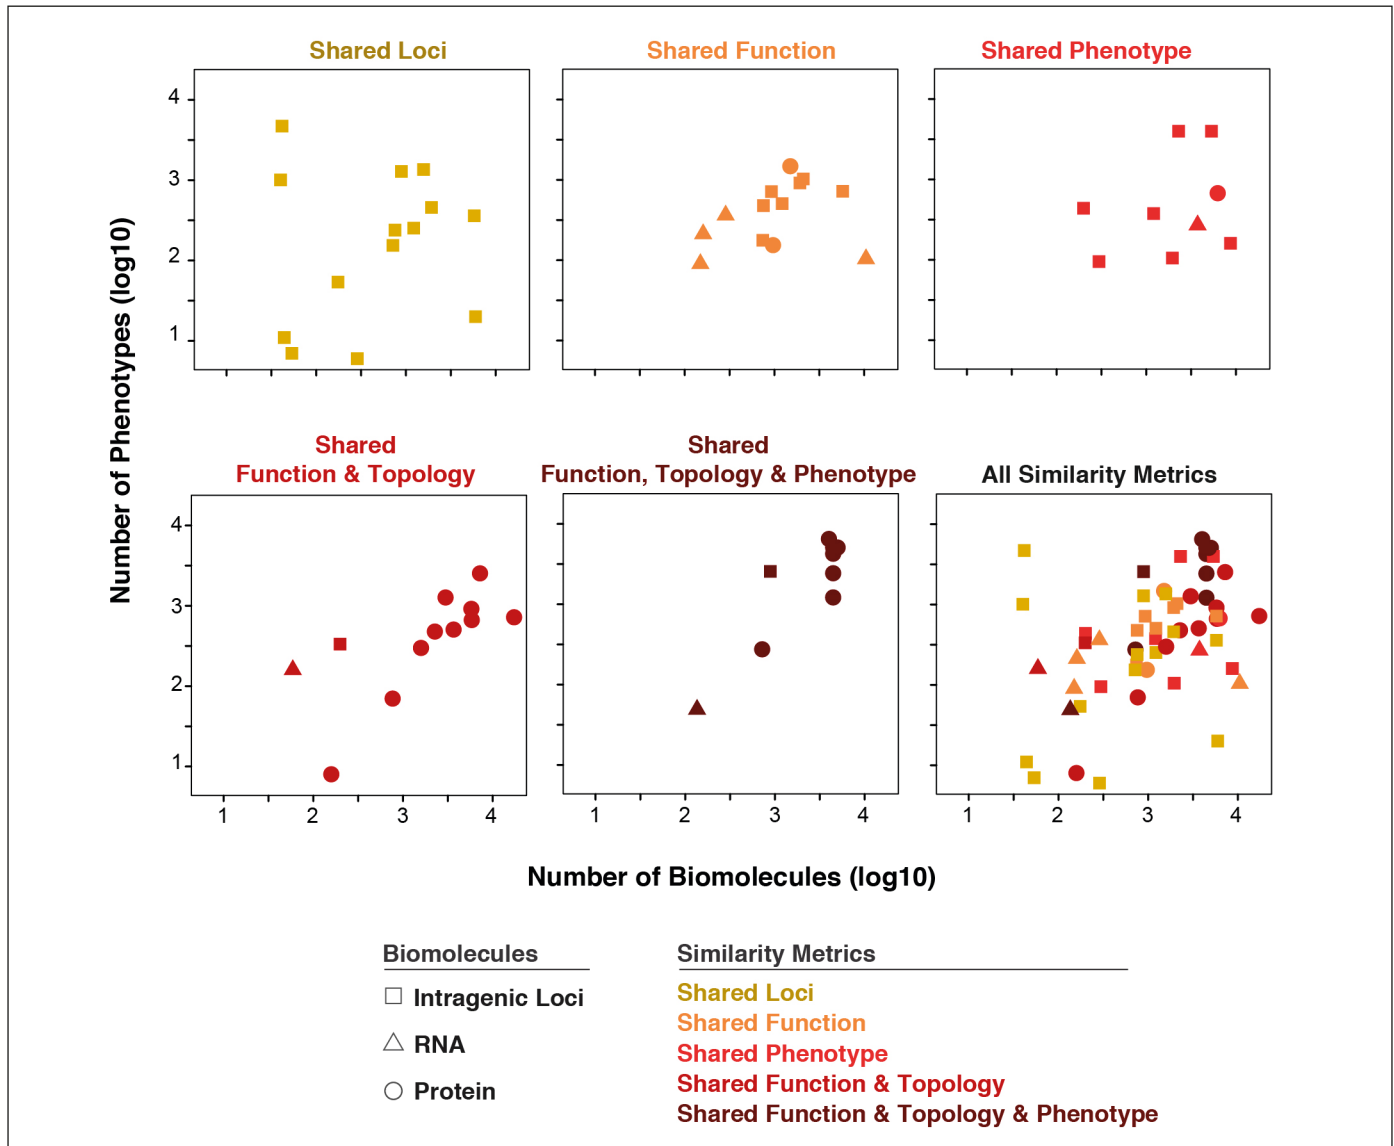 Shared Loci
Shared Function
Shared Phenotype
4
3
2
1
Number of Phenotypes (log10)
Shared
Function & Topology
Shared
Function, Topology & Phenotype
All Similarity Metrics
4
3
2
1
1 2 3 4
1 2 3 4
1 2 3 4
Number of Biomolecules (log10)
Biomolecules
Intragenic Loci
RNA
Protein
Similarity Metrics
Shared Loci
Shared Function
Shared Phenotype
Shared Function & Topology
Shared Function & Topology & Phenotype